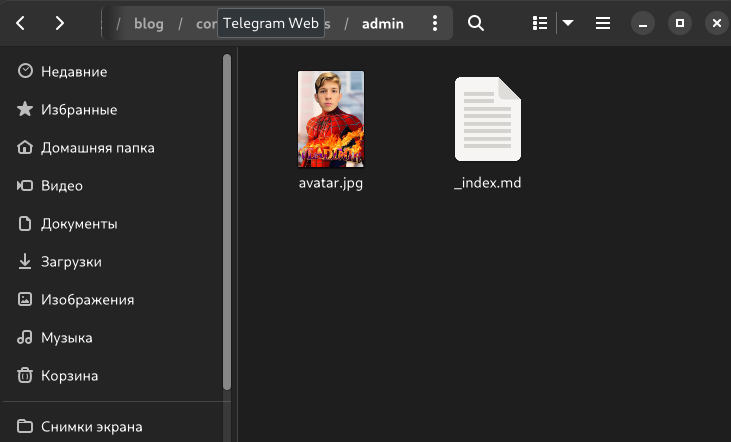 / blog / cor Telegram Web s / admin
Недавние
Избранные
Домашняя папка
Видео
Документы
Загрузки
Изображения
Музыка
Корзина
Снимки экрана
avatar.jpg
_index.md